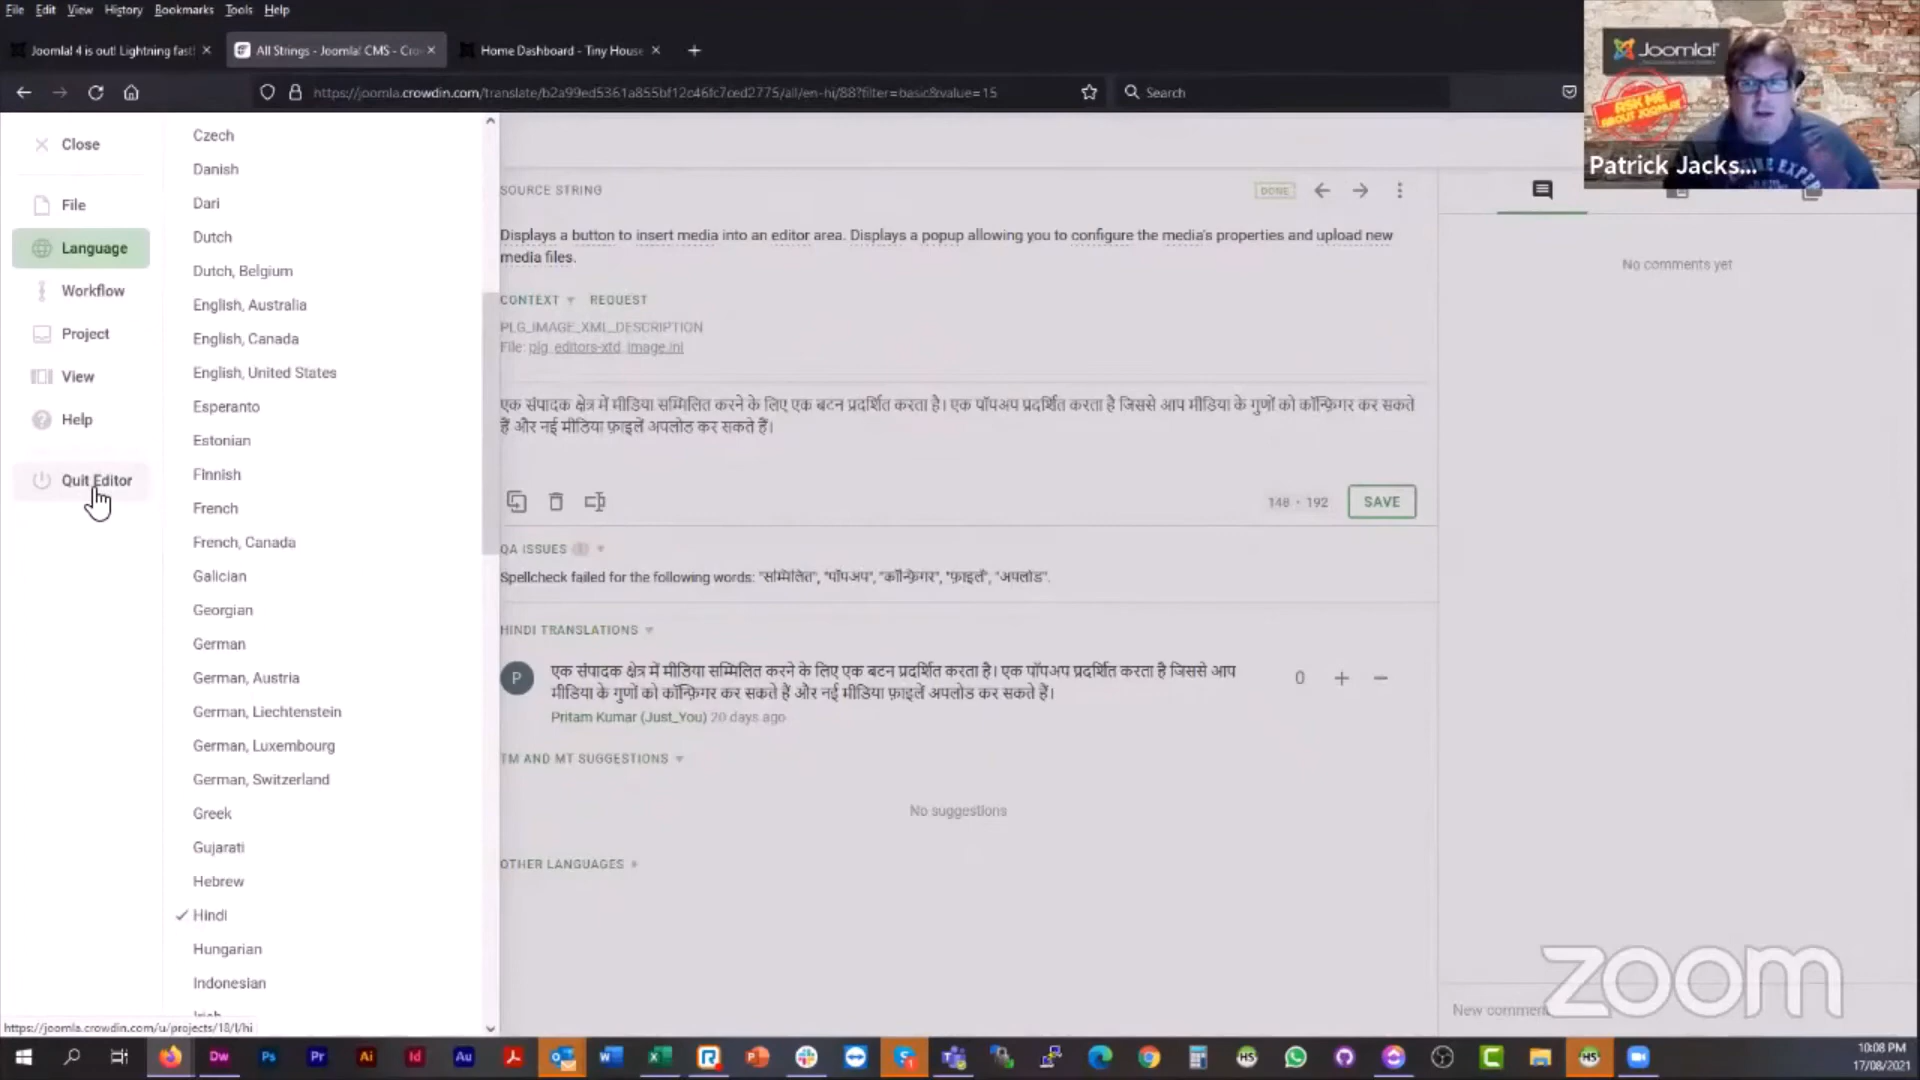 File Edit View History Bookmarks Tools Help
Joomla! 4 is out! Lightning fast!
All Strings - Joomla! CMS - Cro
Home Dashboard - Tiny House
https://joomla.crowdin.com/translate/b2a99ed5361a855bf12c46fc7ced2775/all/en-hi/88?filter=basic&value=15
Search
Joomla!
ASK ME
ABOUT JOOMLA!
Patrick Jacks...
Close
File
Language
Workflow
Project
View
Help
Quit Editor
Czech
Danish
Dari
Dutch
Dutch, Belgium
English, Australia
English, Canada
English, United States
Esperanto
Estonian
Finnish
French
French, Canada
Galician
Georgian
German
German, Austria
German, Liechtenstein
German, Luxembourg
German, Switzerland
Greek
Gujarati
Hebrew
Hindi
Hungarian
Indonesian
https://joomla.crowdin.com/u/projects/18/l/hi
SOURCE STRING
DONE
Displays a button to insert media into an editor area. Displays a popup allowing you to configure the media's properties and upload new
media files.
CONTEXT REQUEST
PLG_IMAGE_XML_DESCRIPTION
File: plg_editors-xtd_image.ini
एक संपादक क्षेत्र में मीडिया सम्मिलित करने के लिए एक बटन प्रदर्शित करता है। एक पॉपअप प्रदर्शित करता है जिससे आप मीडिया के गुणों को कॉन्फ़िगर कर सकते
हैं और नई मीडिया फ़ाइलें अपलोड कर सकते हैं।
148 • 192
SAVE
QA ISSUES 1
Spellcheck failed for the following words: "सम्मिलित", "पॉपअप", "कॉन्फ़िगर", "फ़ाइलें", "अपलोड".
HINDI TRANSLATIONS
P
एक संपादक क्षेत्र में मीडिया सम्मिलित करने के लिए एक बटन प्रदर्शित करता है। एक पॉपअप प्रदर्शित करता है जिससे आप
मीडिया के गुणों को कॉन्फ़िगर कर सकते हैं और नई मीडिया फ़ाइलें अपलोड कर सकते हैं।
0 + −
Pritam Kumar (Just_You) 20 days ago
TM AND MT SUGGESTIONS
No suggestions
OTHER LANGUAGES
No comments yet
New comment
zoom
10:08 PM
17/08/2021